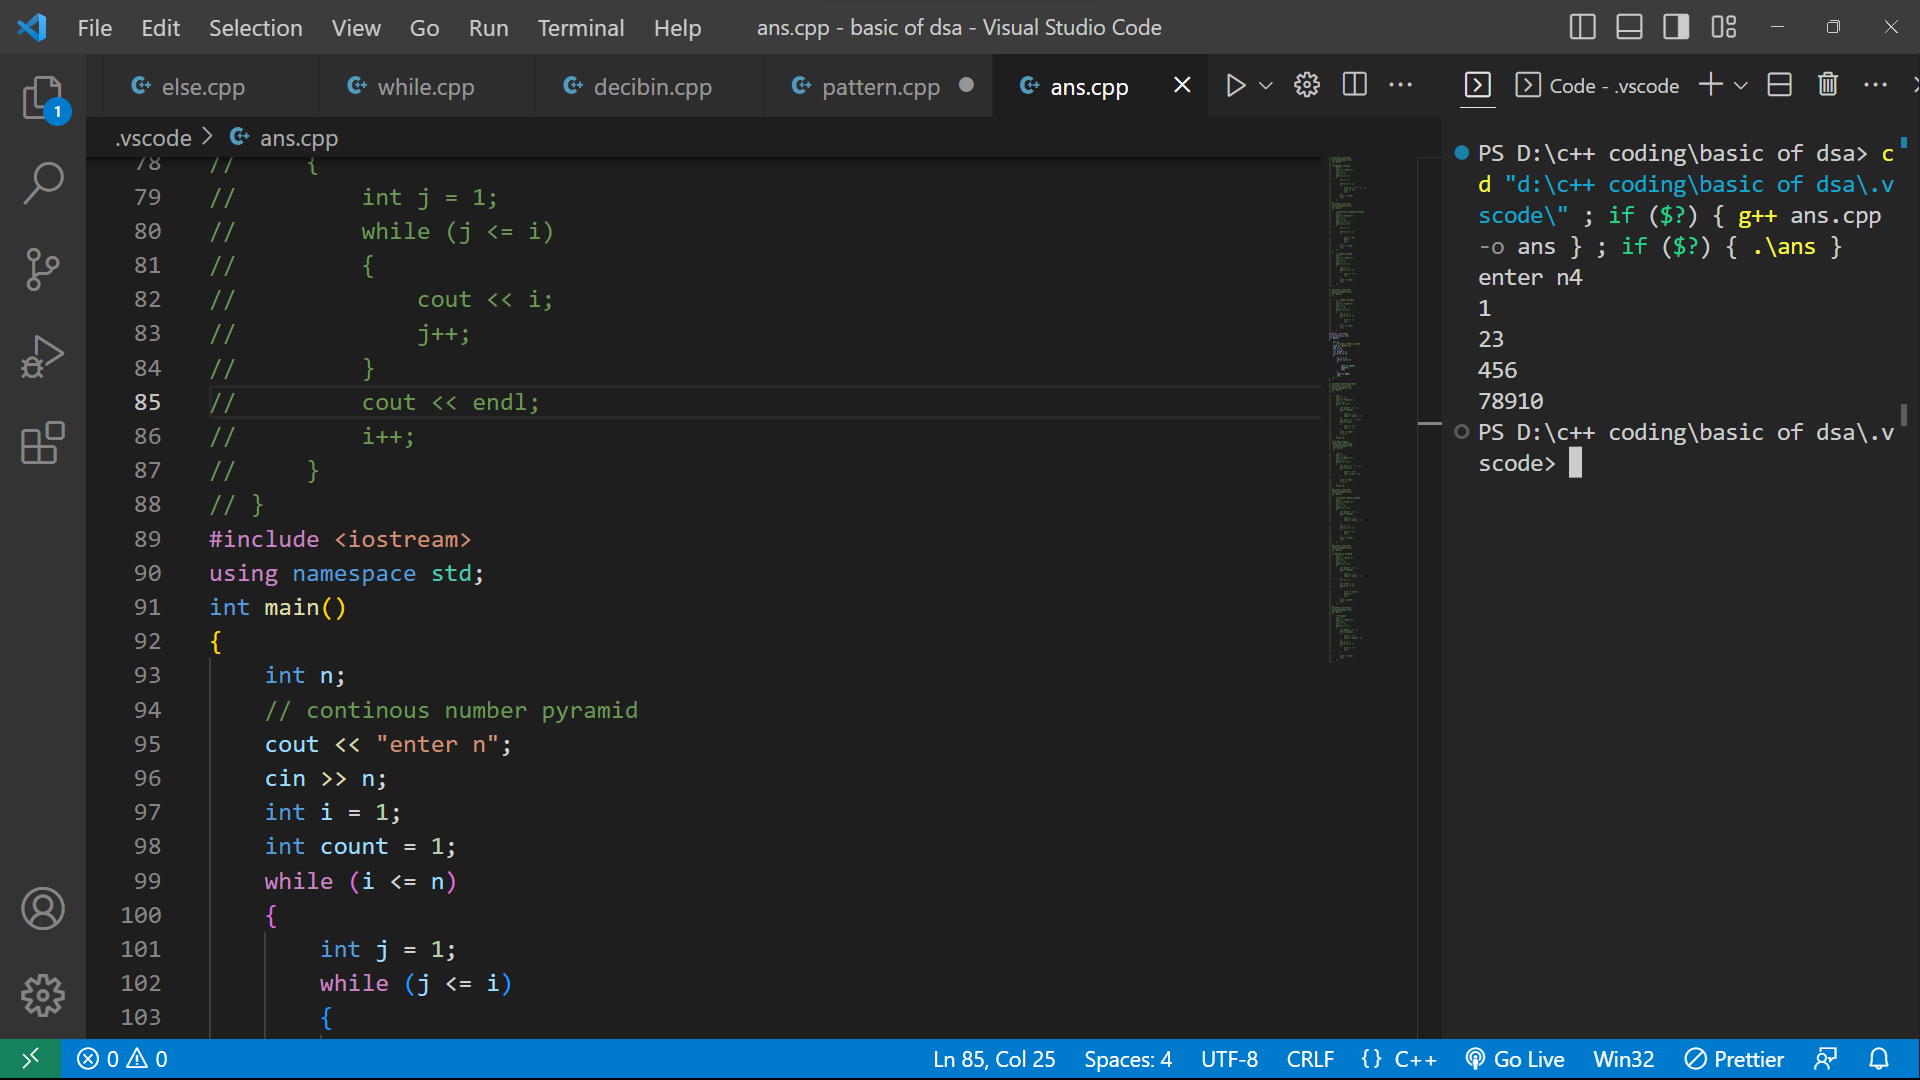 File Edit Selection View Go Run Terminal Help ans.cpp - basic of dsa - Visual Studio Code
else.cpp while.cpp decibin.cpp pattern.cpp ans.cpp
.vscode > ans.cpp
78 // {
79 // int j = 1;
80 // while (j <= i)
81 // {
82 // cout << i;
83 // j++;
84 // }
85 // cout << endl;
86 // i++;
87 // }
88 // }
89 #include <iostream>
90 using namespace std;
91 int main()
92 {
93 int n;
94 // continous number pyramid
95 cout << "enter n";
96 cin >> n;
97 int i = 1;
98 int count = 1;
99 while (i <= n)
100 {
101 int j = 1;
102 while (j <= i)
103 {
1
Code - .vscode
PS D:\c++ coding\basic of dsa> c
d "d:\c++ coding\basic of dsa\.v
scode\" ; if ($?) { g++ ans.cpp
-o ans } ; if ($?) { .\ans }
enter n4
1
23
456
78910
PS D:\c++ coding\basic of dsa\.v
scode>
0 0 Ln 85, Col 25 Spaces: 4 UTF-8 CRLF {} C++ Go Live Win32 Prettier